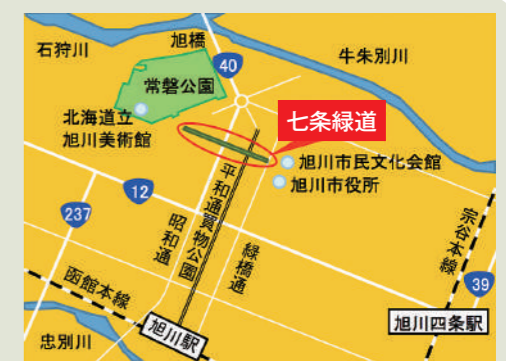 石狩川
旭橋
牛朱別川
40
常磐公園
北海道立
旭川美術館
七条緑道
旭川市民文化会館
旭川市役所
12
237
平和通買物公園
昭和通
緑橋通
宗谷本線
39
函館本線
旭川駅
旭川四条駅
忠別川